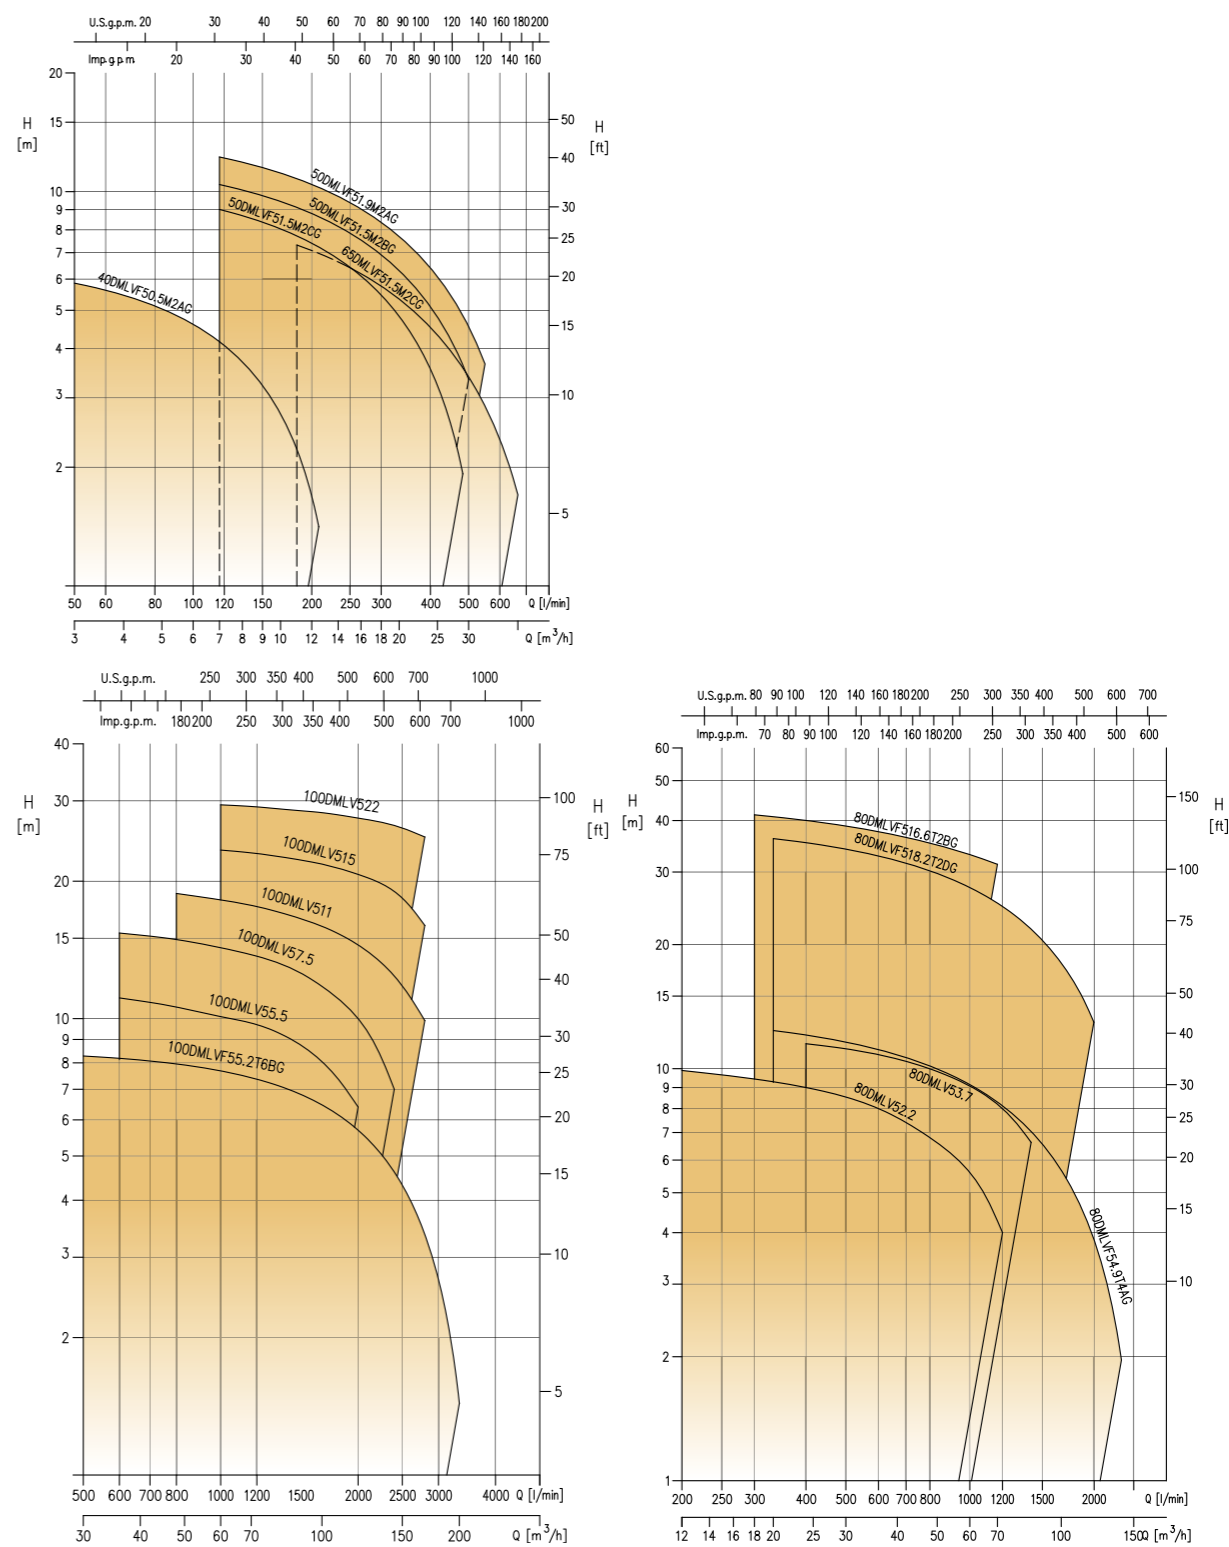 U.S.g.p.m. 20 30 40 50 60 70 80 90 100 120 140 160 180 200
Imp.g.p.m. 20 30 40 50 60 70 80 90 100 120 140 160
20
H
[m]
15
10
9
8
7
6
5
4
3
2
50
H
[ft]
40
30
25
20
15
10
5
50DMLVF51.9M2AG
50DMLVF51.5M2BG
50DMLVF51.5M2CG
65DMLVF51.5M2CG
40DMLVF50.5M2AG
50 60 80 100 120 150 200 250 300 400 500 600 Q [l/min]
3 4 5 6 7 8 9 10 12 14 16 18 20 25 30 Q [m³/h]
U.S.g.p.m. 250 300 350 400 500 600 700 1000
Imp.g.p.m. 180 200 250 300 350 400 500 600 700 1000
40
H
[m]
30
20
15
10
9
8
7
6
5
4
3
2
100
H
[ft]
75
50
40
30
25
20
15
10
5
100DMLV522
100DMLV515
100DMLV511
100DMLV57.5
100DMLV55.5
100DMLVF55.2T6BG
500 600 700 800 1000 1500 2000 2500 3000 4000 Q [l/min]
30 40 50 60 70 100 150 200 Q [m³/h]
U.S.g.p.m. 80 90 100 120 140 160 180 200 250 300 350 400 500 600 700
Imp.g.p.m. 70 80 90 100 120 140 160 180 200 250 300 350 400 500 600
60
50
H
[m]
40
30
20
15
10
9
8
7
6
5
4
3
2
1
150
H
[ft]
100
75
50
40
30
25
20
15
10
80DMLVF516.6T2BG
80DMLVF518.2T2DG
80DMLV53.7
80DMLV52.2
80DMLVF54.9T4AG
200 250 300 400 500 600 700 800 1000 1200 1500 2000 Q [l/min]
12 14 16 18 20 25 30 40 50 60 70 100 150 Q [m³/h]